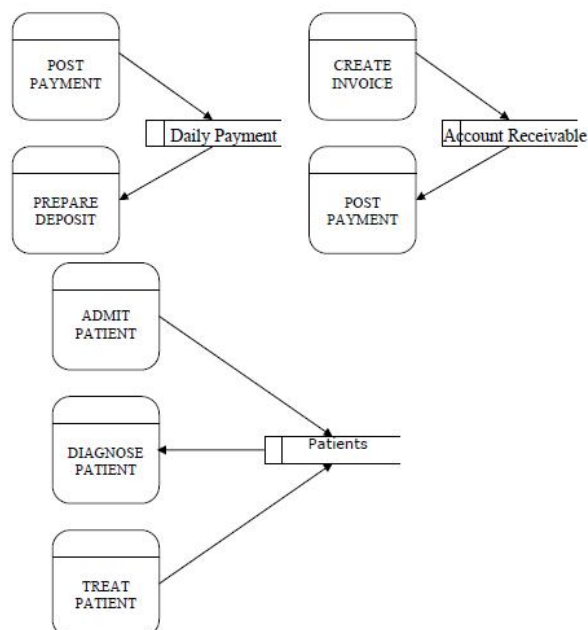 POST
PAYMENT
Daily Payment
PREPARE
DEPOSIT
CREATE
INVOICE
Account Receivable
POST
PAYMENT
ADMIT
PATIENT
Patients
DIAGNOSE
PATIENT
TREAT
PATIENT